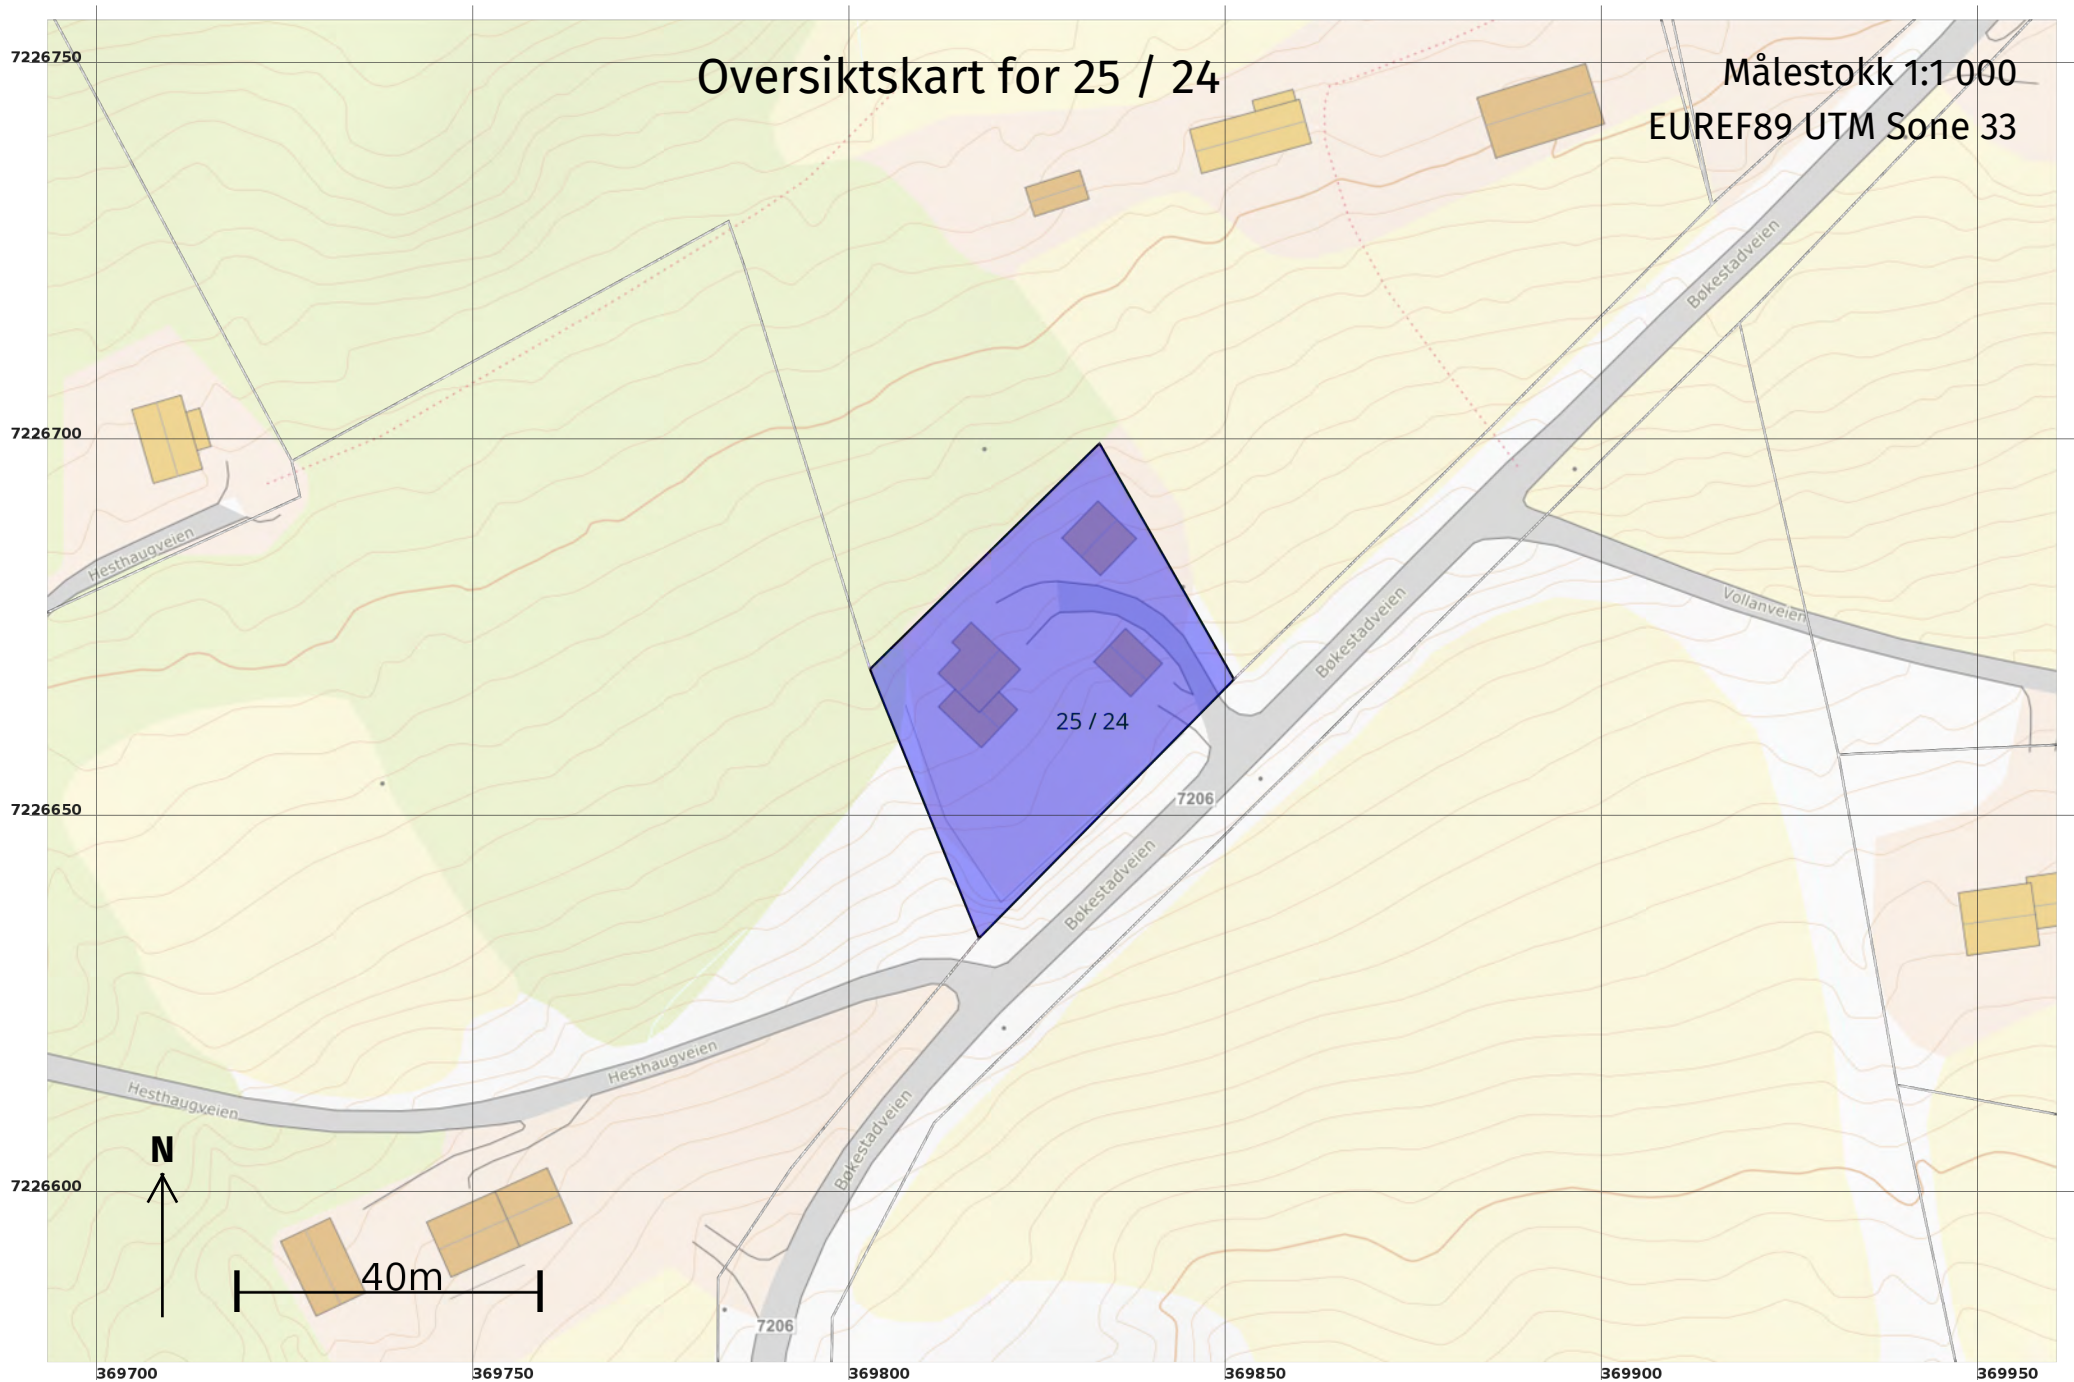 7226750
Oversiktskart for 25 / 24
Målestokk 1:1 000
EUREF89 UTM Sone 33
Bøkestadveien
7226700
Hesthaugveien
Bøkestadveien
Vollanveien
25 / 24
7226650
7206
Bøkestadveien
Hesthaugveien
Hesthaugveien
Bøkestadveien
N
7226600
40m
7206
369700
369750
369800
369850
369900
369950